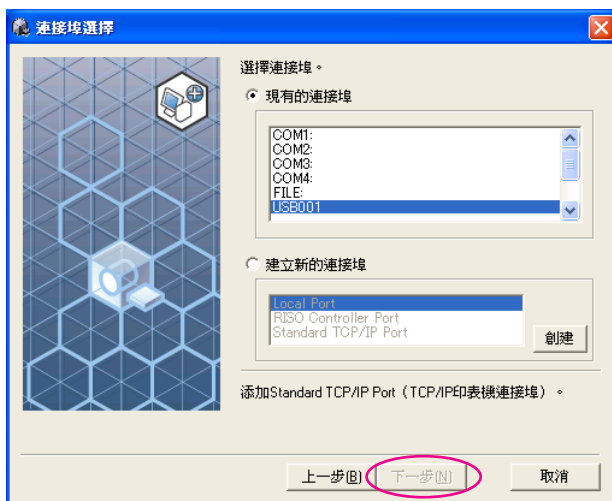 連接埠選擇
選擇連接埠。
現有的連接埠
COM1:
COM2:
COM3:
COM4:
FILE:
USB001
建立新的連接埠
Local Port
RISO Controller Port
Standard TCP/IP Port
創建
添加Standard TCP/IP Port（TCP/IP印表機連接埠）。
上一步(B)
下一步(N)
取消